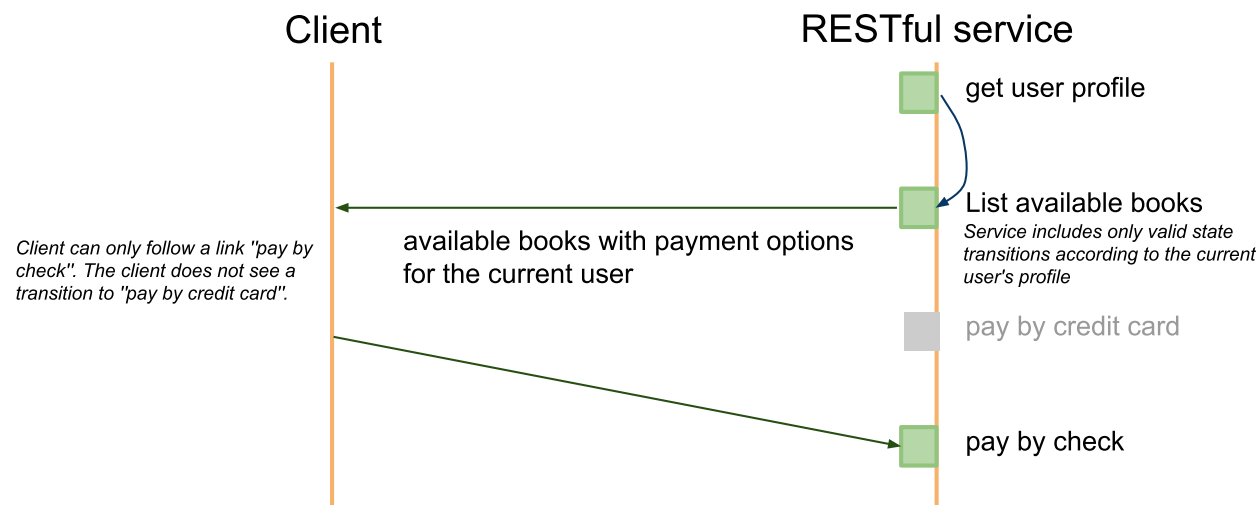 Client
RESTful service
get user profile
List available books
Service includes only valid state
transitions according to the current
user's profile
available books with payment options
for the current user
Client can only follow a link "pay by
check". The client does not see a
transition to "pay by credit card".
pay by credit card
pay by check